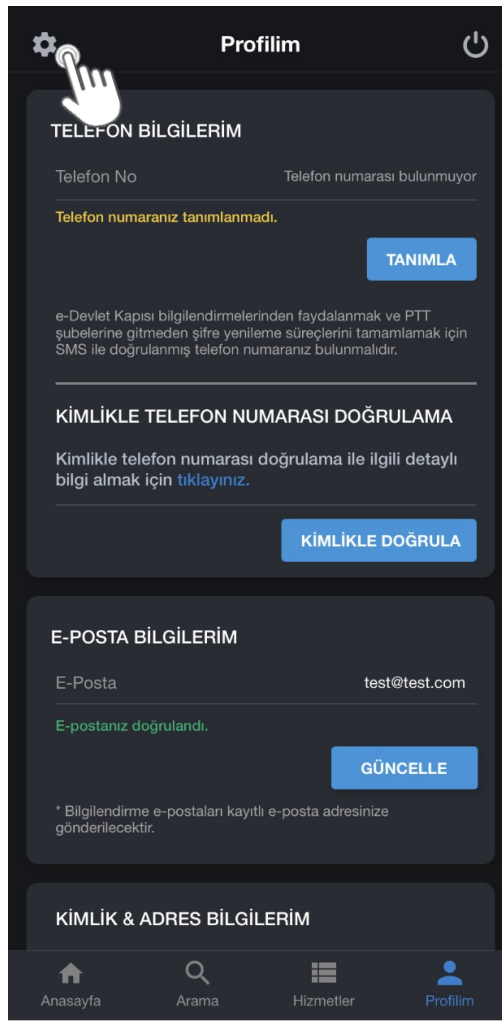 Profilim
TELEFON BİLGİLERİM
Telefon No
Telefon numarası bulunmuyor
Telefon numaranız tanımlanmadı.
TANIMLA
e-Devlet Kapısı bilgilendirmelerinden faydalanmak ve PTT
şubelerine gitmeden şifre yenileme süreçlerini tamamlamak için
SMS ile doğrulanmış telefon numaranız bulunmalıdır.
KİMLİKLE TELEFON NUMARASI DOĞRULAMA
Kimlikle telefon numarası doğrulama ile ilgili detaylı
bilgi almak için tıklayınız.
KİMLİKLE DOĞRULA
E-POSTA BİLGİLERİM
E-Posta
test@test.com
E-postanız doğrulandı.
GÜNCELLE
* Bilgilendirme e-postaları kayıtlı e-posta adresinize
gönderilecektir.
KİMLİK & ADRES BİLGİLERİM
Anasayfa
Arama
Hizmetler
Profilim